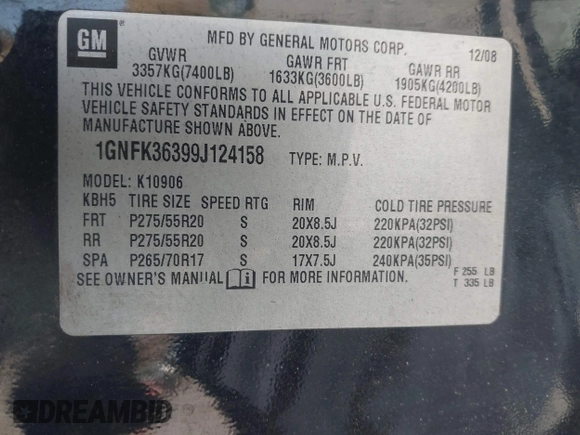 GM
MFD BY GENERAL MOTORS CORP. 12/08
GVWR GAWR FRT GAWR RR
3357KG(7400LB) 1633KG(3600LB) 1905KG(4200LB)
THIS VEHICLE CONFORMS TO ALL APPLICABLE U.S. FEDERAL MOTOR
VEHICLE SAFETY STANDARDS IN EFFECT ON THE DATE OF
MANUFACTURE SHOWN ABOVE.
1GNFK36399J124158 TYPE: M.P.V.
MODEL: K10906
KBH5 TIRE SIZE SPEED RTG RIM COLD TIRE PRESSURE
FRT P275/55R20 S 20X8.5J 220KPA(32PSI)
RR P275/55R20 S 20X8.5J 220KPA(32PSI)
SPA P265/70R17 S 17X7.5J 240KPA(35PSI)
SEE OWNER'S MANUAL FOR MORE INFORMATION.
F 255 LB
T 335 LB
DREAMBID